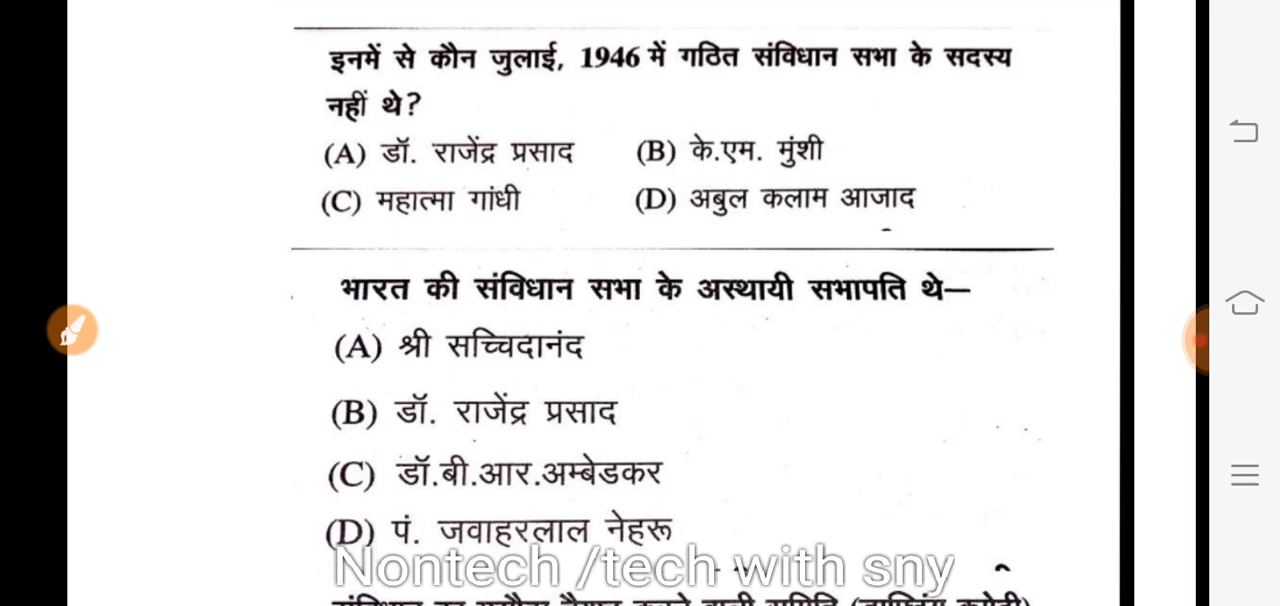 इनमें से कौन जुलाई, 1946 में गठित संविधान सभा के सदस्य
नहीं थे?
(A) डॉ. राजेंद्र प्रसाद (B) के.एम. मुंशी
(C) महात्मा गांधी (D) अबुल कलाम आजाद
भारत की संविधान सभा के अस्थायी सभापति थे—
(A) श्री सच्चिदानंद
(B) डॉ. राजेंद्र प्रसाद
(C) डॉ.बी.आर.अम्बेडकर
(D) पं. जवाहरलाल नेहरू
Nontech /tech with sny